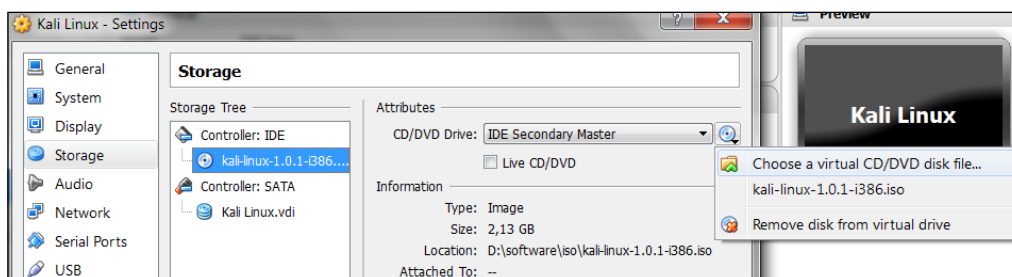 Kali Linux - Settings
?
X
Preview
General
System
Display
Storage
Audio
Network
Serial Ports
USB
Storage
Storage Tree
Controller: IDE
kali-linux-1.0.1-i386....
Controller: SATA
Kali Linux.vdi
Attributes
CD/DVD Drive: IDE Secondary Master
Live CD/DVD
Information
Type: Image
Size: 2,13 GB
Location: D:\software\iso\kali-linux-1.0.1-i386.iso
Attached To: --
Kali Linux
Choose a virtual CD/DVD disk file...
kali-linux-1.0.1-i386.iso
Remove disk from virtual drive